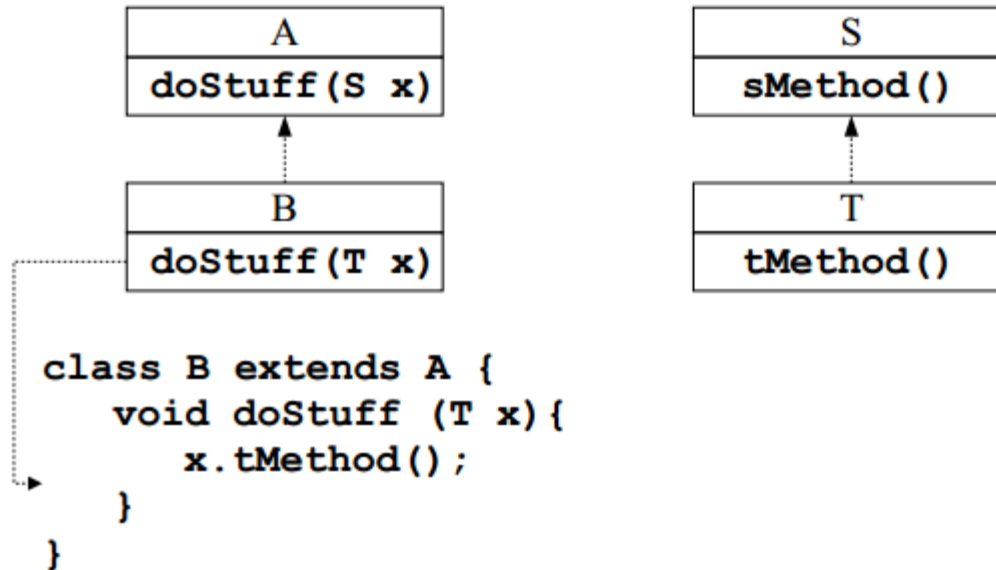 A
doStuff(S x)
S
sMethod()
B
doStuff(T x)
T
tMethod()
class B extends A {
void doStuff (T x){
x.tMethod();
}
}